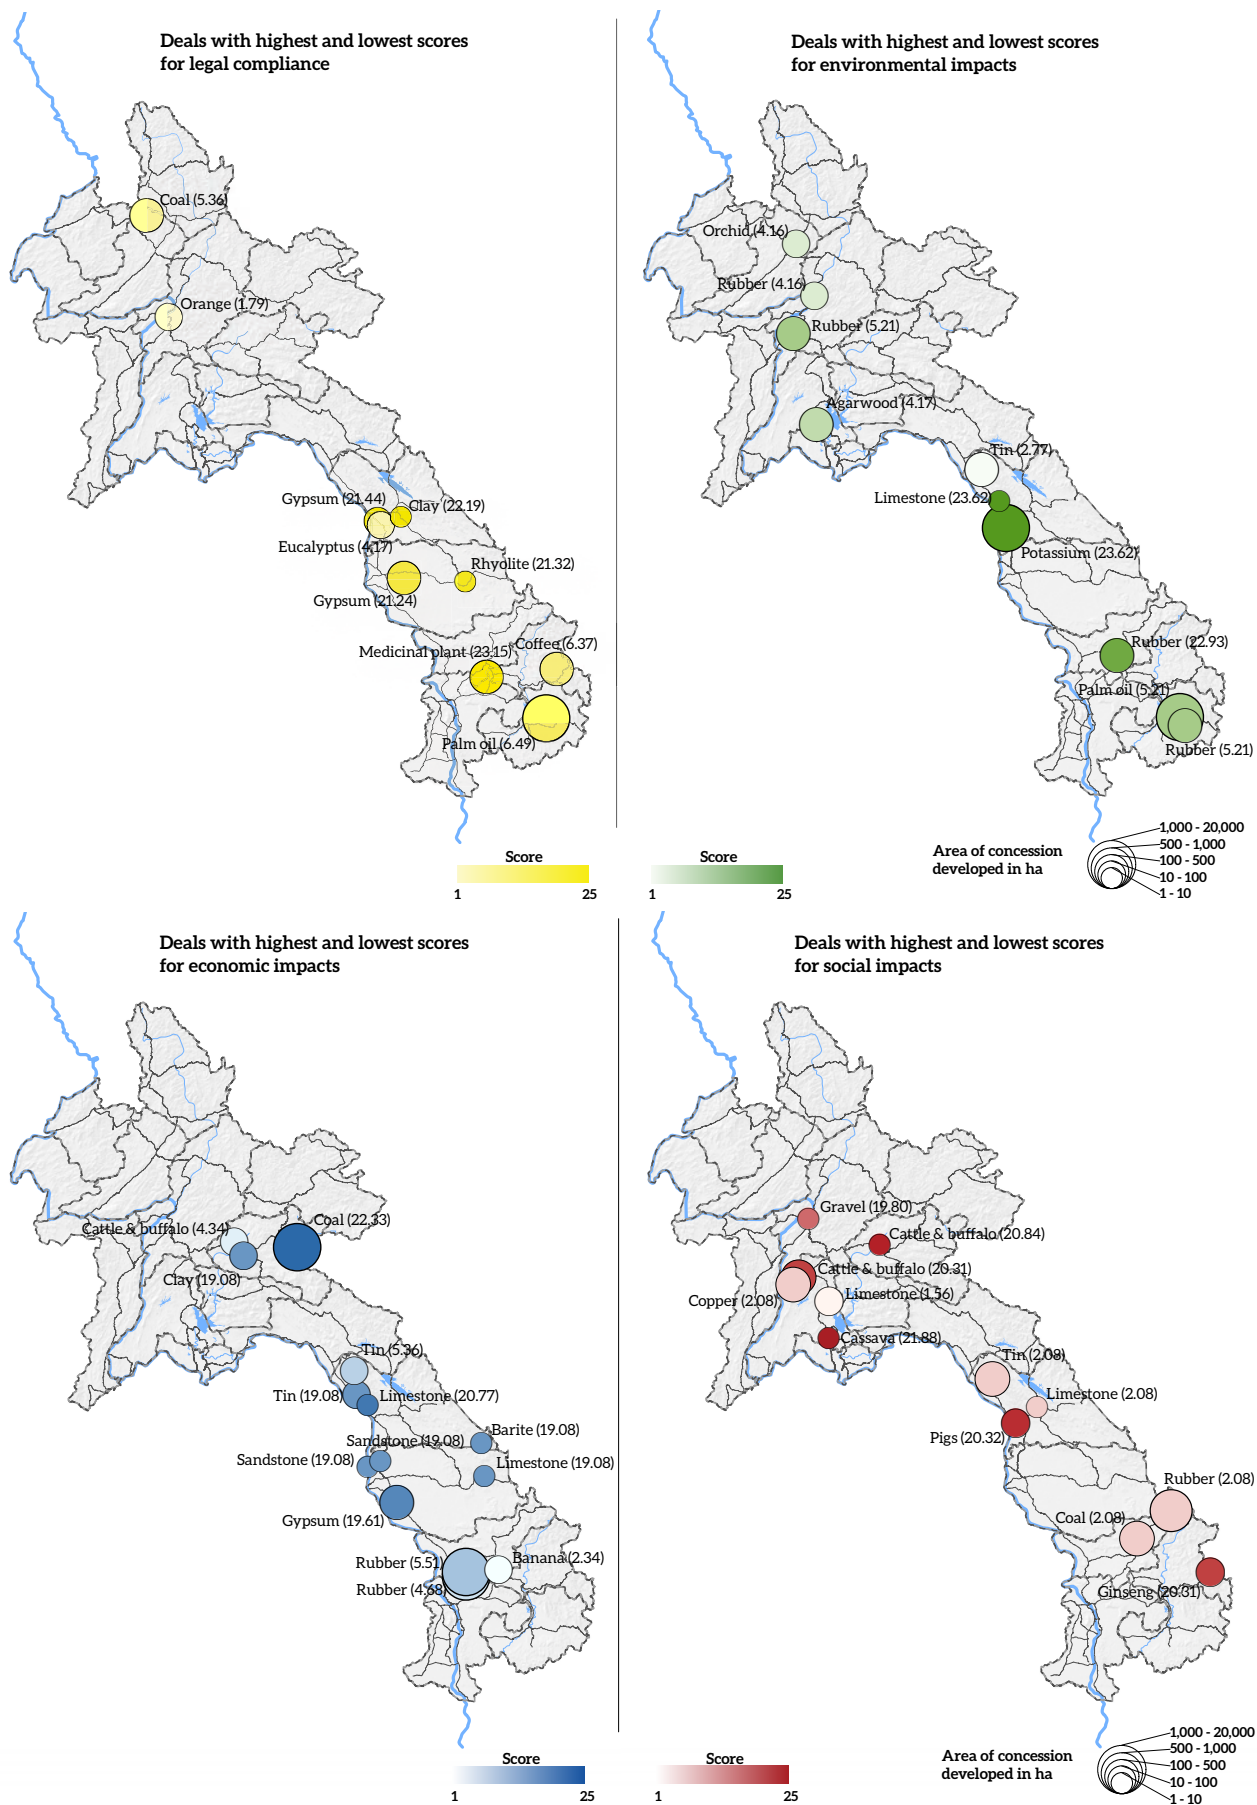 Deals with highest and lowest scores
for legal compliance
Coal (5.36)
Orange (1.79)
Gypsum (21.44)
Clay (22.19)
Eucalyptus (4.17)
Rhyolite (21.32)
Gypsum (21.24)
Coffee (6.37)
Medicinal plant (23.15)
Palm oil (6.49)
Score
1
25
Deals with highest and lowest scores
for environmental impacts
Orchid (4.16)
Rubber (4.16)
Rubber (5.21)
Agarwood (4.17)
Tin (2.77)
Limestone (23.62)
Potassium (23.62)
Rubber (22.93)
Palm oil (5.21)
Rubber (5.21)
Score
1
25
Area of concession
developed in ha
1,000 - 20,000
500 - 1,000
100 - 500
10 - 100
1 - 10
Deals with highest and lowest scores
for economic impacts
Coal (22.33)
Cattle & buffalo (4.34)
Clay (19.08)
Tin (5.36)
Tin (19.08)
Limestone (20.77)
Barite (19.08)
Sandstone (19.08)
Sandstone (19.08)
Limestone (19.08)
Gypsum (19.61)
Rubber (5.51)
Banana (2.34)
Rubber (4.68)
Score
1
25
Deals with highest and lowest scores
for social impacts
Gravel (19.80)
Cattle & buffalo (20.84)
Cattle & buffalo (20.31)
Copper (2.08)
Limestone (1.56)
Cassava (21.88)
Tin (2.08)
Limestone (2.08)
Pigs (20.32)
Rubber (2.08)
Coal (2.08)
Ginseng (20.31)
Score
1
25
Area of concession
developed in ha
1,000 - 20,000
500 - 1,000
100 - 500
10 - 100
1 - 10